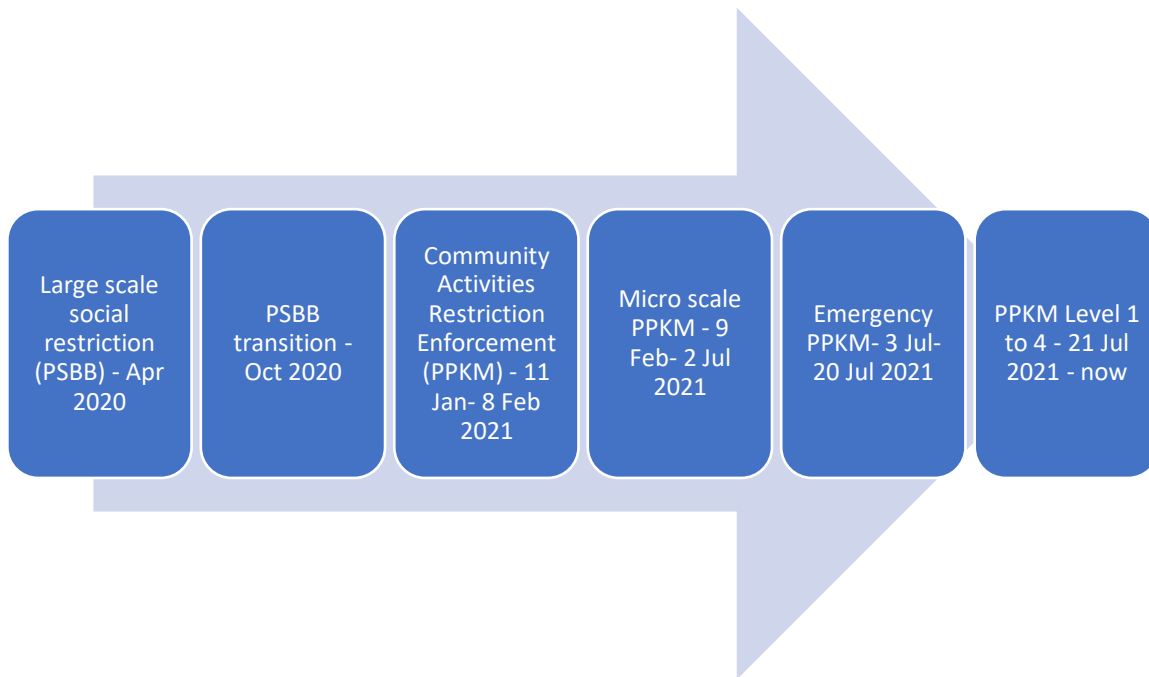 Large scale
social
restriction
(PSBB) - Apr
2020
PSBB
transition -
Oct 2020
Community
Activities
Restriction
Enforcement
(PPKM) - 11
Jan- 8 Feb
2021
Micro scale
PPKM - 9
Feb- 2 Jul
2021
Emergency
PPKM- 3 Jul-
20 Jul 2021
PPKM Level 1
to 4 - 21 Jul
2021 - now